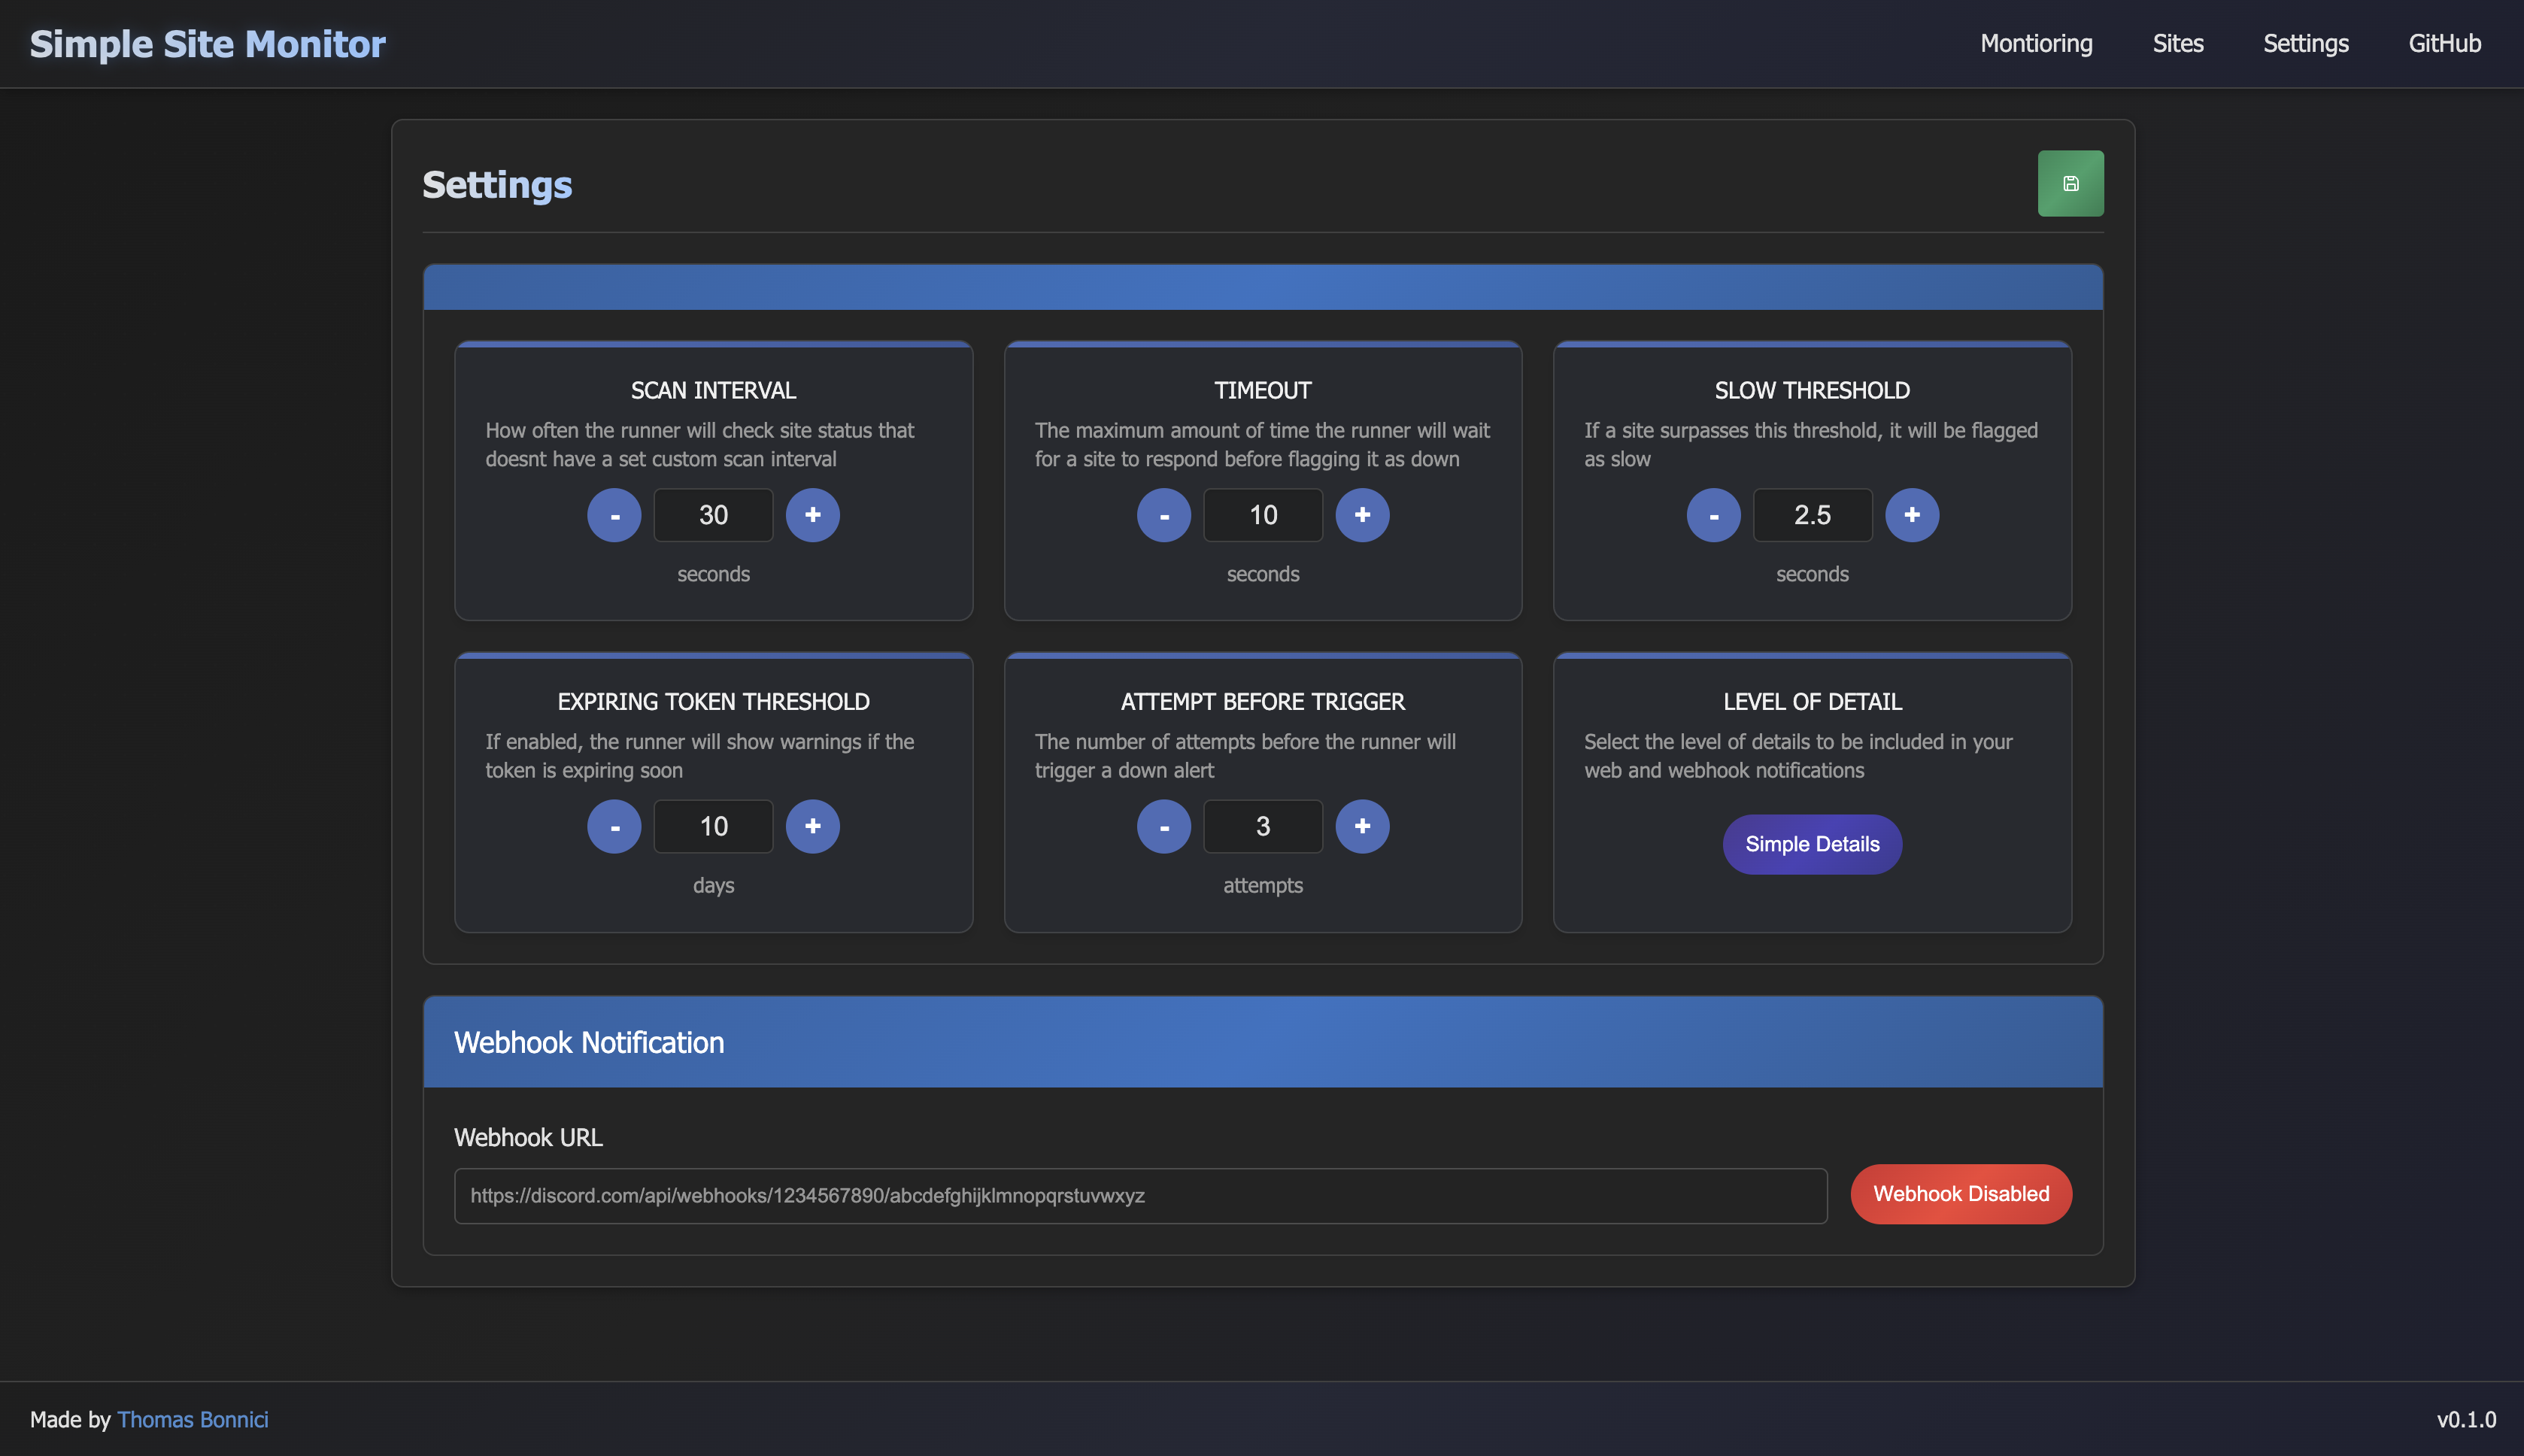 Simple Site Monitor
Montioring
Sites
Settings
GitHub
Settings
SCAN INTERVAL
How often the runner will check site status that
doesnt have a set custom scan interval
- 30 +
seconds
TIMEOUT
The maximum amount of time the runner will wait
for a site to respond before flagging it as down
- 10 +
seconds
SLOW THRESHOLD
If a site surpasses this threshold, it will be flagged
as slow
- 2.5 +
seconds
EXPIRING TOKEN THRESHOLD
If enabled, the runner will show warnings if the
token is expiring soon
- 10 +
days
ATTEMPT BEFORE TRIGGER
The number of attempts before the runner will
trigger a down alert
- 3 +
attempts
LEVEL OF DETAIL
Select the level of details to be included in your
web and webhook notifications
Simple Details
Webhook Notification
Webhook URL
https://discord.com/api/webhooks/1234567890/abcdefghijklmnopqrstuvwxyz
Webhook Disabled
Made by Thomas Bonnici
v0.1.0